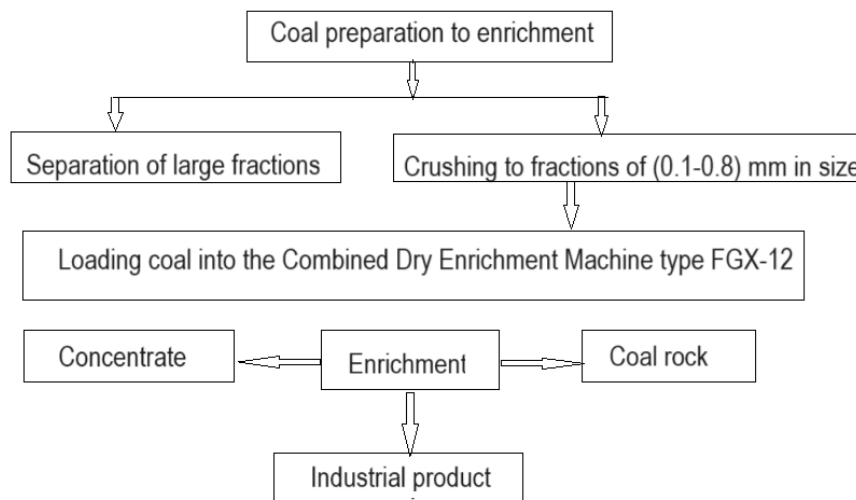 Coal preparation to enrichment
Separation of large fractions
Crushing to fractions of (0.1-0.8) mm in size
Loading coal into the Combined Dry Enrichment Machine type FGX-12
Concentrate
Enrichment
Coal rock
Industrial product